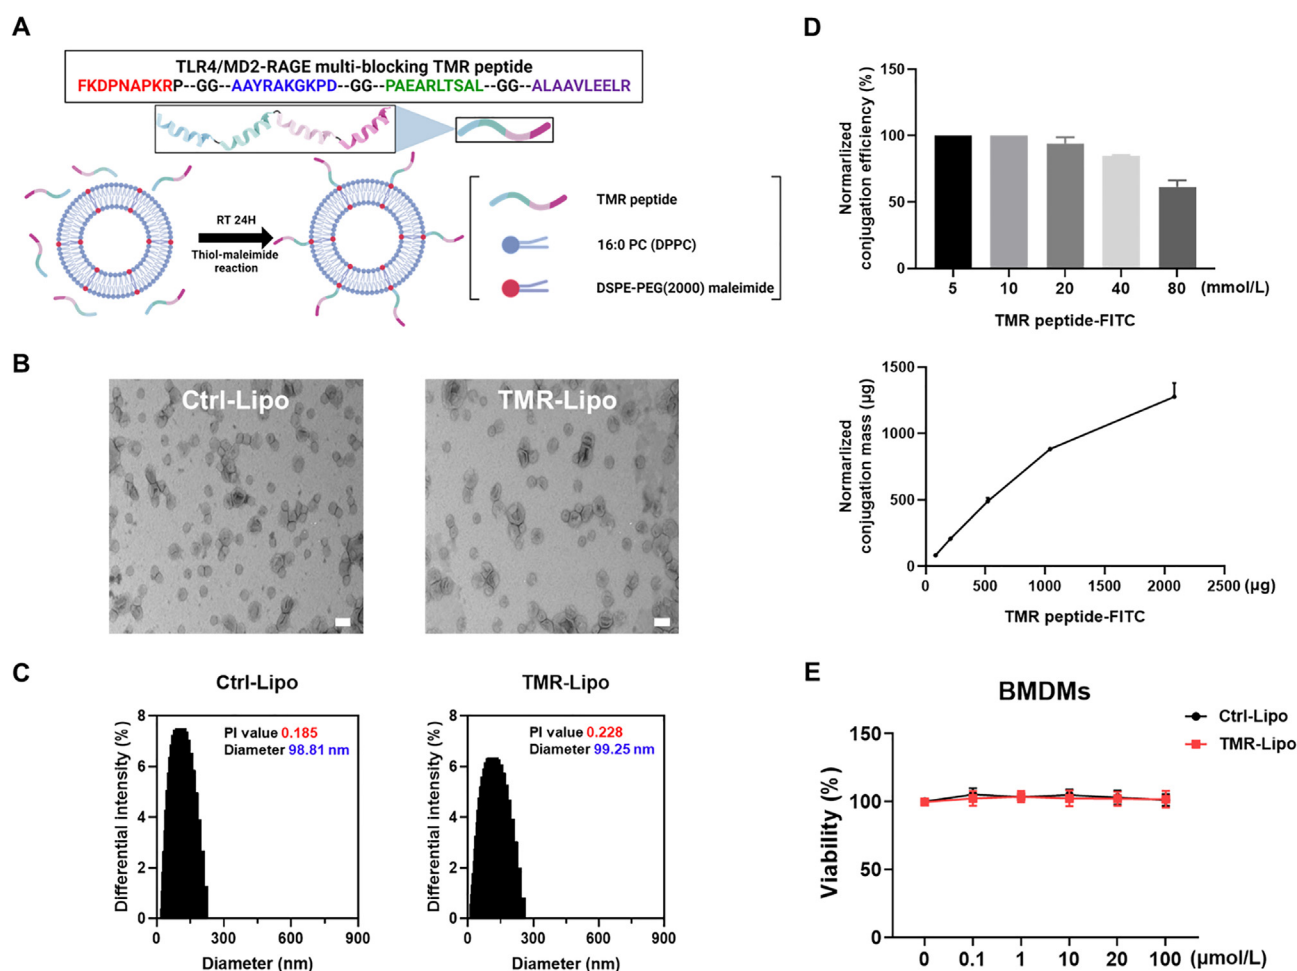 A
TLR4/MD2-RAGE multi-blocking TMR peptide
FKDPNAPKRP--GG--AAYRAKGKPD--GG--PAEARLTSAL--GG--ALAAVLEELR
RT 24H
Thiol-maleimide
reaction
TMR peptide
16:0 PC (DPPC)
DSPE-PEG(2000) maleimide
B
Ctrl-Lipo
TMR-Lipo
C
Ctrl-Lipo
Differential intensity (%)
8
6
4
2
0
PI value 0.185
Diameter 98.81 nm
0 300 600 900
Diameter (nm)
TMR-Lipo
Differential intensity (%)
8
6
4
2
0
PI value 0.228
Diameter 99.25 nm
0 300 600 900
Diameter (nm)
D
Normarlized
conjugation efficiency (%)
150
100
50
0
5 10 20 40 80 (mmol/L)
TMR peptide-FITC
Normarlized
conjugation mass (µg)
1500
1000
500
0
0 500 1000 1500 2000 2500 (µg)
TMR peptide-FITC
E
BMDMs
Ctrl-Lipo
TMR-Lipo
Viability (%)
150
100
50
0
0 0.1 1 10 20 100 (µmol/L)